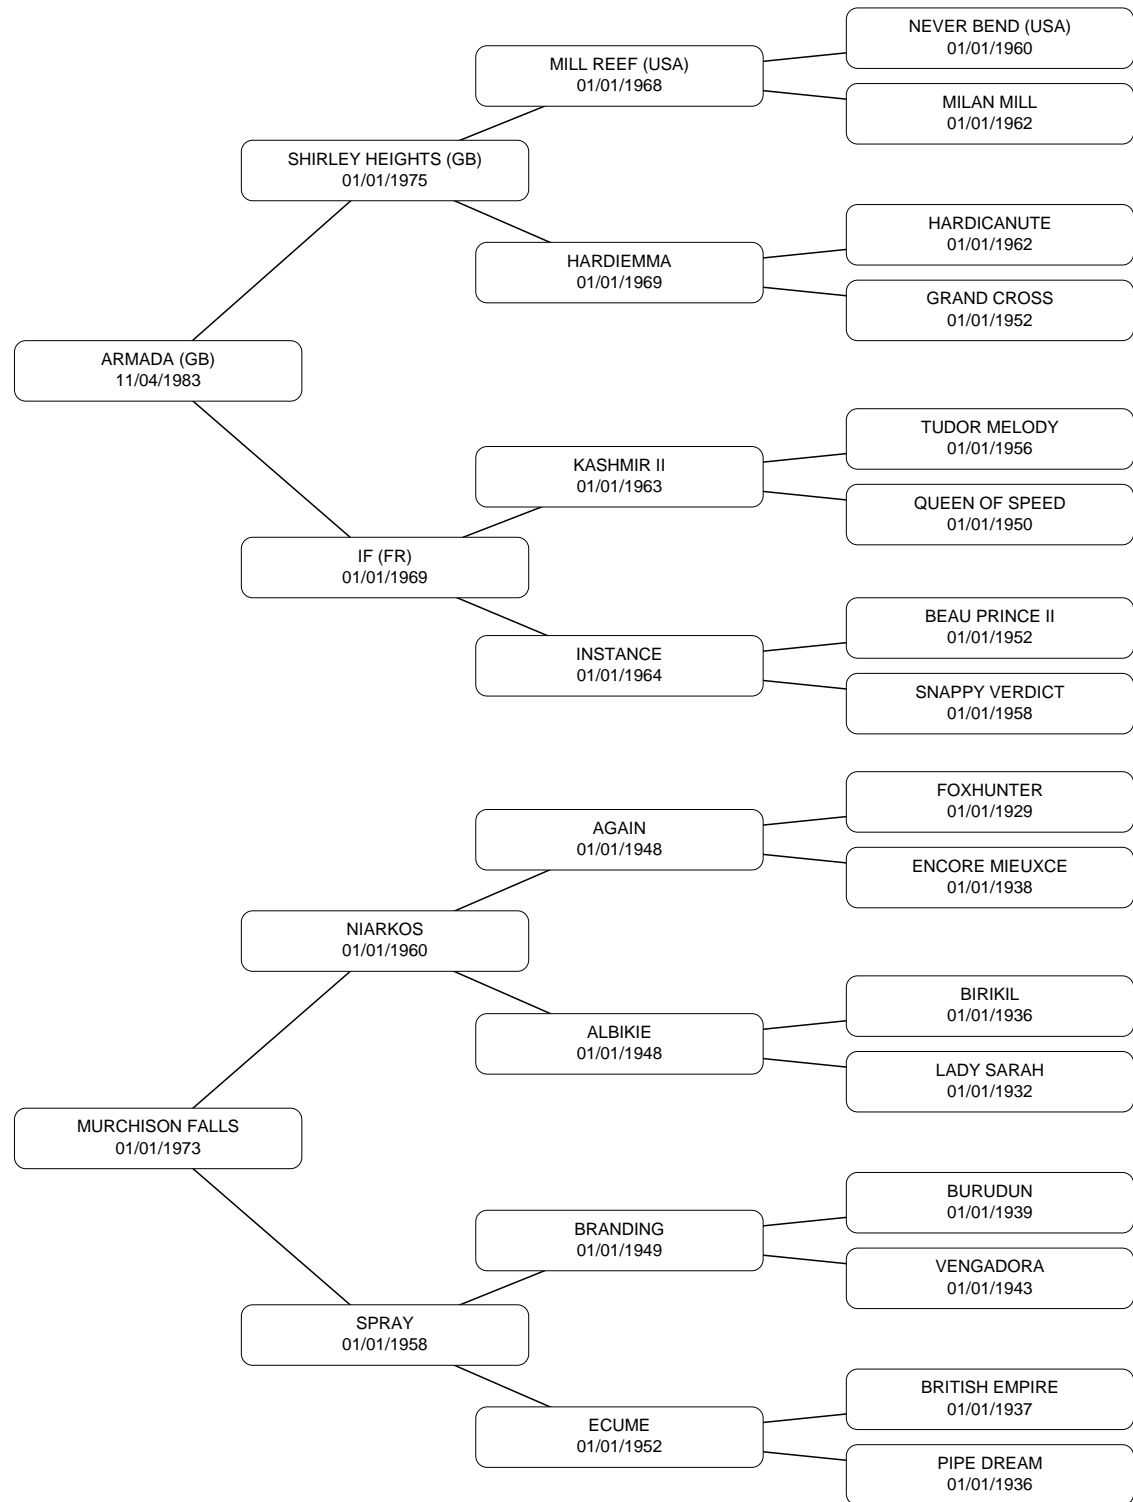 NEVER BEND (USA)
01/01/1960
MILL REEF (USA)
01/01/1968
MILAN MILL
01/01/1962
SHIRLEY HEIGHTS (GB)
01/01/1975
HARDICANUTE
01/01/1962
HARDIEMMA
01/01/1969
GRAND CROSS
01/01/1952
ARMADA (GB)
11/04/1983
TUDOR MELODY
01/01/1956
KASHMIR II
01/01/1963
QUEEN OF SPEED
01/01/1950
IF (FR)
01/01/1969
BEAU PRINCE II
01/01/1952
INSTANCE
01/01/1964
SNAPPY VERDICT
01/01/1958
FOXHUNTER
01/01/1929
AGAIN
01/01/1948
ENCORE MIEUXCE
01/01/1938
NIARKOS
01/01/1960
BIRIKIL
01/01/1936
ALBIKIE
01/01/1948
LADY SARAH
01/01/1932
MURCHISON FALLS
01/01/1973
BURUDUN
01/01/1939
BRANDING
01/01/1949
VENGADORA
01/01/1943
SPRAY
01/01/1958
BRITISH EMPIRE
01/01/1937
ECUME
01/01/1952
PIPE DREAM
01/01/1936